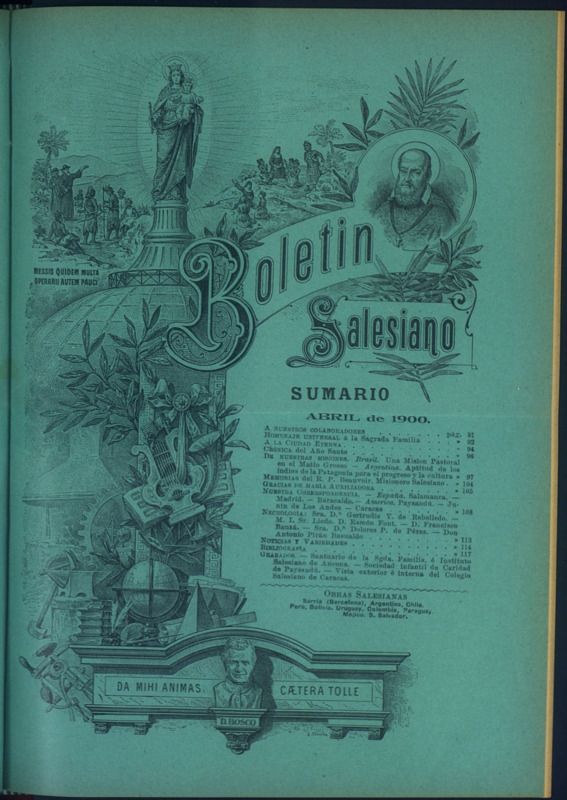 MESSIS QUIDEM MULTA
OPERARII AUTEM PAUCI
Boletin
Salesiano
SUMARIO
ABRIL de 1900.
A NUESTROS COLABORADORES . . . . . . . . . pág. 91
HOMENAJE UNIVERSAL á la Sagrada Familia . . . . » 92
A LA CIUDAD ETERNA . . . . . . . . . . . . » 94
CRÓNICA del Año Santo . . . . . . . . . . . » 96
DE NUESTRAS MISIONES. Brasil. Una Mision Pastoral
en el Matto Grosso — Argentina. Aptitud de los
indios de la Patagonia para el progreso y la cultura » 97
MEMORIAS del R. P. Beauvoir, Misionero Salesiano . » 104
GRACIAS DE MARÍA AUXILIADORA . . . . . . . » 105
NUESTRA CORRESPONDENCIA. — España. Salamanca. —
Madrid. — Baracaldo. — America. Paysandú. — Ju-
nin de Los Andes — Caracas . . . . . . . . » 108
NECROLOGIA: Sra. D.ª Gertrudis V. de Rebolledo. —
M. I. Sr. Licdo. D. Ramón Font. — D. Francisco
Bauzá. — Sra. D.ª Dolores P. de Pérez. — Don
Antonio Pirán Basualdo
NOTICIAS Y VARIEDADES . . . . . . . . . . . » 113
BIBLIOGRAFÍA . . . . . . . . . . . . . . . » 114
GRABADOS. — Santuario de la Sgda. Familia, é Instituto . » 117
Salesiano de Ancona. — Sociedad infantil de Caridad
de Paysandú. — Vista exterior é interna del Colegio
Salesiano de Caracas.
OBRAS SALESIANAS
Sarriá (Barcelona), Argentina, Chile,
Perú, Bolivia, Uruguay, Colombia, Paraguay,
Méjico, S. Salvador.
DA MIHI ANIMAS, CÆTERA TOLLE
D. BOSCO